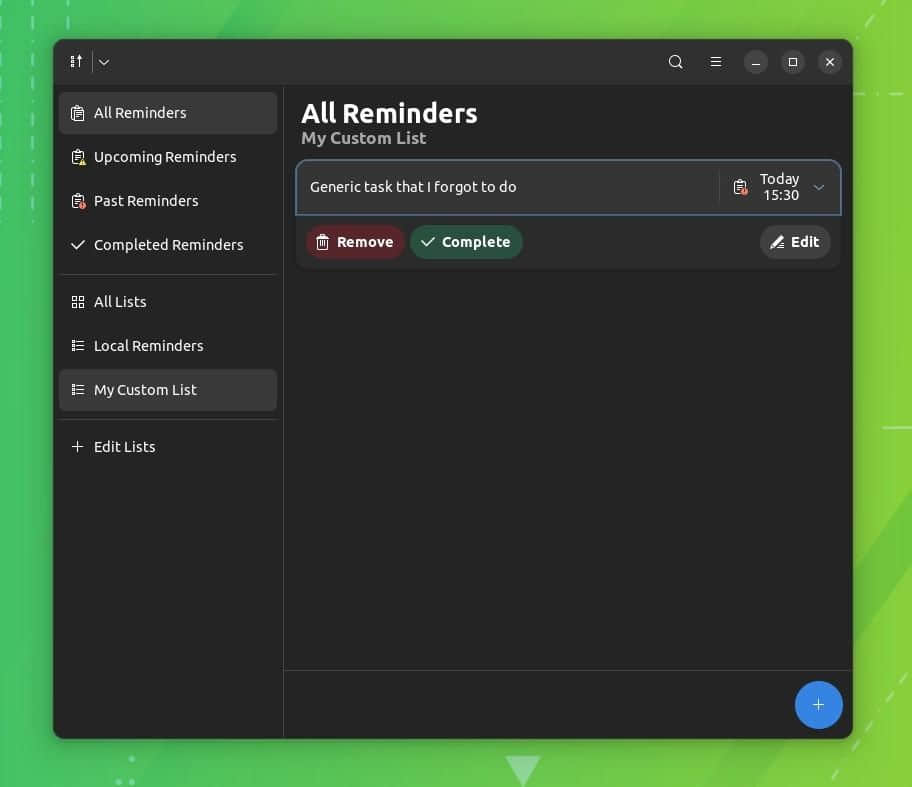 All Reminders
Upcoming Reminders
Past Reminders
Completed Reminders
All Lists
Local Reminders
My Custom List
Edit Lists
All Reminders
My Custom List
Generic task that I forgot to do
Today
15:30
Remove
Complete
Edit